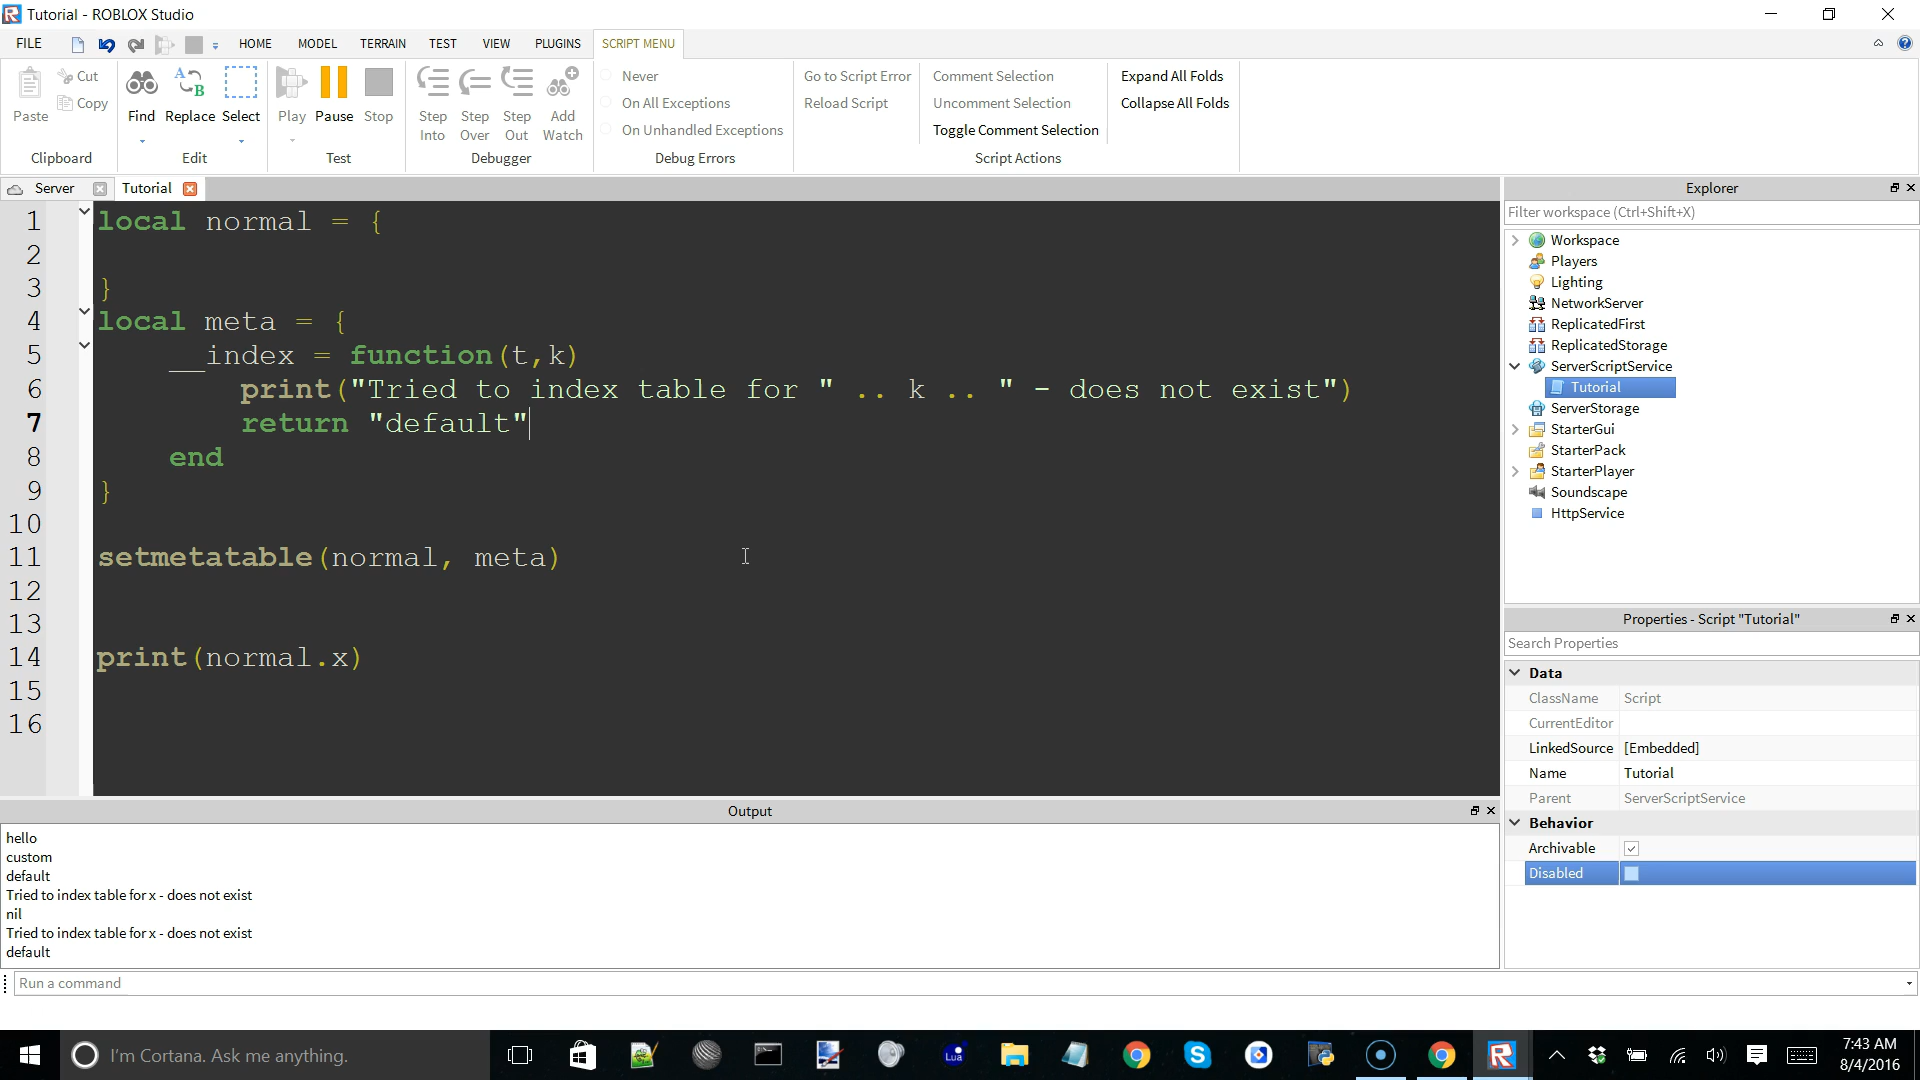 Tutorial - ROBLOX Studio
FILE HOME MODEL TERRAIN TEST VIEW PLUGINS SCRIPT MENU
Paste Cut Copy
Clipboard
Find Replace Select
Edit
Play Pause Stop
Test
Step Into Step Over Step Out Add Watch
Debugger
Never
On All Exceptions
On Unhandled Exceptions
Debug Errors
Go to Script Error
Reload Script
Comment Selection
Uncomment Selection
Toggle Comment Selection
Script Actions
Expand All Folds
Collapse All Folds
Server Tutorial
1 local normal = {
2
3 }
4 local meta = {
5 __index = function(t,k)
6 print("Tried to index table for " .. k .. " - does not exist")
7 return "default"
8 end
9 }
10
11 setmetatable(normal, meta)
12
13
14 print(normal.x)
15
16
Output
hello
custom
default
Tried to index table for x - does not exist
nil
Tried to index table for x - does not exist
default
Run a command
Explorer
Filter workspace (Ctrl+Shift+X)
Workspace
Players
Lighting
NetworkServer
ReplicatedFirst
ReplicatedStorage
ServerScriptService
Tutorial
ServerStorage
StarterGui
StarterPack
StarterPlayer
Soundscape
HttpService
Properties - Script "Tutorial"
Search Properties
Data
ClassName Script
CurrentEditor
LinkedSource [Embedded]
Name Tutorial
Parent ServerScriptService
Behavior
Archivable
Disabled
I'm Cortana. Ask me anything.
Lua
7:43 AM
8/4/2016